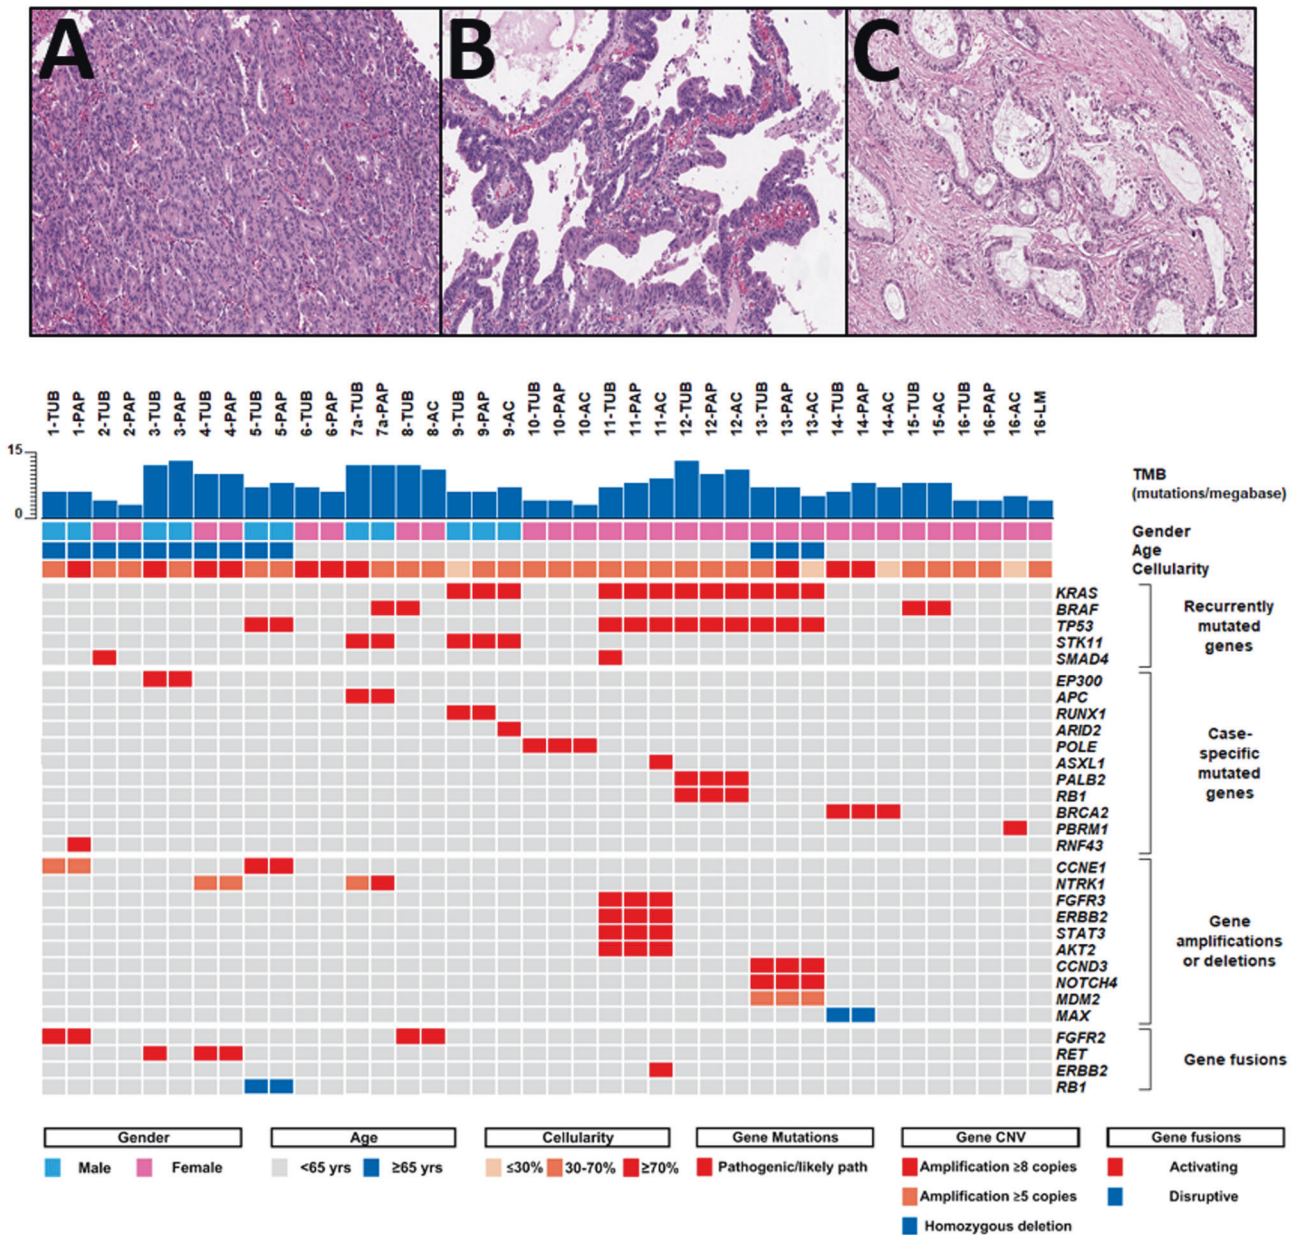 A B C
1-TUB 1-PAP 2-TUB 2-PAP 3-TUB 3-PAP 4-TUB 4-PAP 5-TUB 5-PAP 6-TUB 6-PAP 7a-TUB 7a-PAP 8-TUB 8-AC 9-TUB 9-PAP 9-AC 10-TUB 10-PAP 10-AC 11-TUB 11-PAP 11-AC 12-TUB 12-PAP 12-AC 13-TUB 13-PAP 13-AC 14-TUB 14-PAP 14-AC 15-TUB 15-AC 16-TUB 16-PAP 16-AC 16-LM
15
0
TMB
(mutations/megabase)
Gender
Age
Cellularity
KRAS
BRAF
TP53
STK11
SMAD4
Recurrently
mutated
genes
EP300
APC
RUNX1
ARID2
POLE
ASXL1
PALB2
RB1
BRCA2
PBRM1
RNF43
Case-
specific
mutated
genes
CCNE1
NTRK1
FGFR3
ERBB2
STAT3
AKT2
CCND3
NOTCH4
MDM2
MAX
Gene
amplifications
or deletions
FGFR2
RET
ERBB2
RB1
Gene fusions
Gender Age Cellularity Gene Mutations Gene CNV Gene fusions
Male Female <65 yrs ≥65 yrs ≤30% 30-70% ≥70% Pathogenic/likely path Amplification ≥8 copies Activating
Amplification ≥5 copies Disruptive
Homozygous deletion